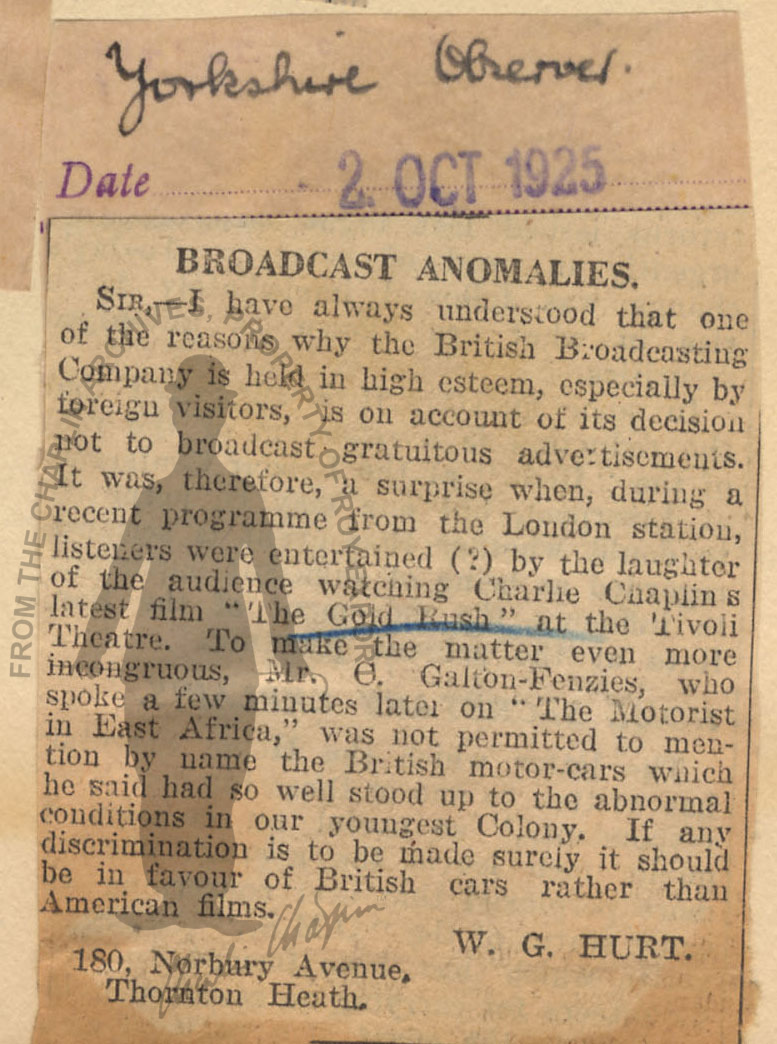 Yorkshire Observer.
Date 2. OCT 1925
BROADCAST ANOMALIES.
SIR,—I have always understood that one
of the reasons why the British Broadcasting
Company is held in high esteem, especially by
foreign visitors, is on account of its decision
not to broadcast gratuitous advertisements.
It was, therefore, a surprise when, during a
recent programme from the London station,
listeners were entertained (?) by the laughter
of the audience watching Charlie Chaplin's
latest film "The Gold Rush" at the Tivoli
Theatre. To make the matter even more
incongruous, Mr. Galton-Fenzies, who
spoke a few minutes later on "The Motorist
in East Africa," was not permitted to men-
tion by name the British motor-cars which
he said had so well stood up to the abnormal
conditions in our youngest Colony. If any
discrimination is to be made surely it should
be in favour of British cars rather than
American films.
W. G. HURT.
180, Norbury Avenue,
Thornton Heath.
FROM THE CHAPLIN ARCHIVES, PROPERTY OF ROY
Chaplin